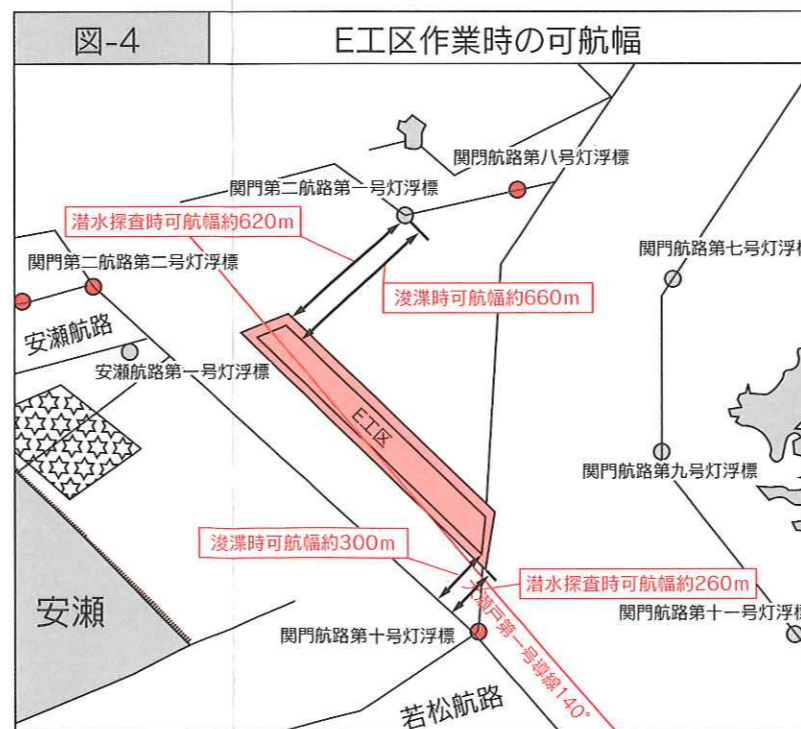 図-4
E工区作業時の可航幅
関門航路第八号灯浮標
関門第二航路第一号灯浮標
潜水探査時可航幅約620m
関門第二航路第二号灯浮標
関門航路第七号灯浮標
浚渫時可航幅約660m
安瀬航路
安瀬航路第一号灯浮標
E工区
関門航路第九号灯浮標
浚渫時可航幅約300m
潜水探査時可航幅約260m
安瀬
関門航路第十一号灯浮標
関門航路第十号灯浮標
大瀬戸第一号導線140°
若松航路